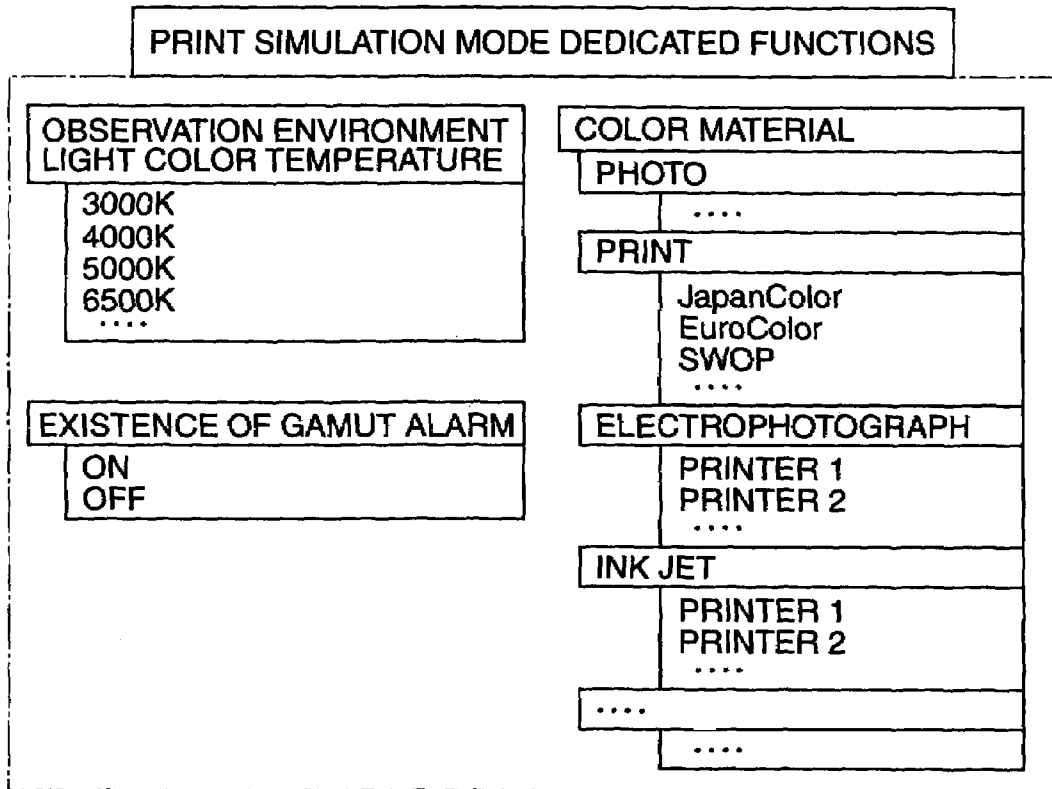 PRINT SIMULATION MODE DEDICATED FUNCTIONS
OBSERVATION ENVIRONMENT
LIGHT COLOR TEMPERATURE
3000K
4000K
5000K
6500K
....
EXISTENCE OF GAMUT ALARM
ON
OFF
COLOR MATERIAL
PHOTO
....
PRINT
JapanColor
EuroColor
SWOP
....
ELECTROPHOTOGRAPH
PRINTER 1
PRINTER 2
....
INK JET
PRINTER 1
PRINTER 2
....
....
....